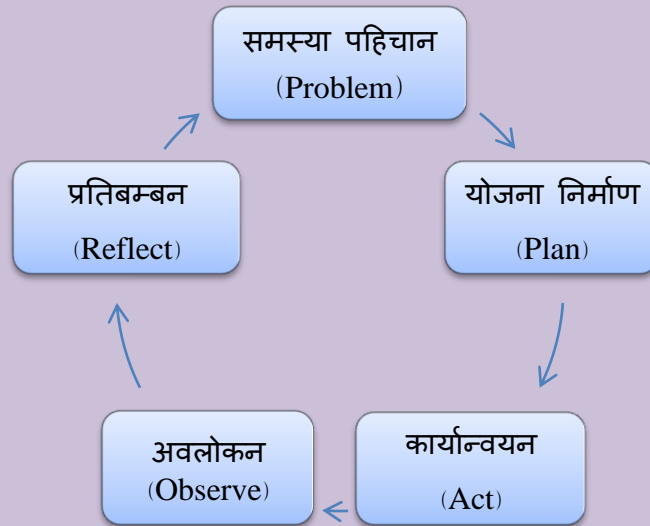 समस्या पहिचान
(Problem)
योजना निर्माण
(Plan)
कार्यान्वयन
(Act)
अवलोकन
(Observe)
प्रतिबम्बन
(Reflect)